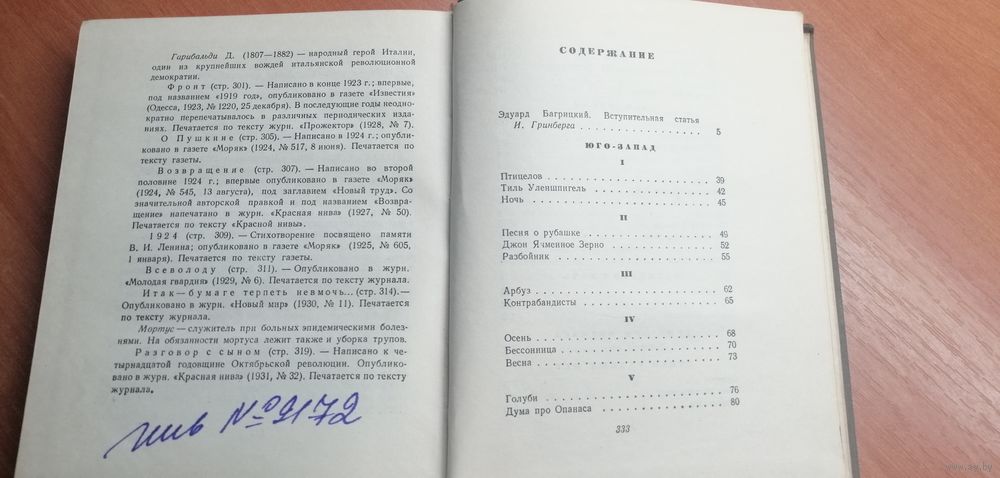 Гарибальди Д. (1807—1882) — народный герой Италии,
один из крупнейших вождей итальянской революционной
демократии.
Фронт (стр. 301). — Написано в конце 1923 г.; впервые,
под названием «1919 год», опубликовано в газете «Известия»
(Одесса, 1923, № 1220, 25 декабря). В последующие годы неодно-
кратно перепечатывалось в различных периодических изда-
ниях. Печатается по тексту журн. «Прожектор» (1928, № 7).
О Пушкине (стр. 305). — Написано в 1924 г.; опубли-
ковано в газете «Моряк» (1924, № 517, 8 июня). Печатается по
тексту газеты.
Возвращение (стр. 307). — Написано во второй
половине 1924 г.; впервые опубликовано в газете «Моряк»
(1924, № 545, 13 августа), под заглавием «Новый труд». Со
значительной авторской правкой и под названием «Возвра-
щение» напечатано в журн. «Красная нива» (1927, № 50).
Печатается по тексту «Красной нивы».
1924 (стр. 309). — Стихотворение посвящено памяти
В. И. Ленина; опубликовано в газете «Моряк» (1925, № 605,
1 января). Печатается по тексту газеты.
Всеволоду (стр. 311). — Опубликовано в журн.
«Молодая гвардия» (1929, № 6). Печатается по тексту журнала.
Итак — бумаге терпеть невмочь... (стр. 314). —
Опубликовано в журн. «Новый мир» (1930, № 11). Печатается
по тексту журнала.
Мортус — служитель при больных эпидемическими болез-
нями. На обязанности мортуса лежит также и уборка трупов.
Разговор с сыном (стр. 319). — Написано к че-
тырнадцатой годовщине Октябрьской революции. Опублико-
вано в журн. «Красная нива» (1931, № 32). Печатается по тексту
журнала.
инв №9172
СОДЕРЖАНИЕ
Эдуард Багрицкий. Вступительная статья
И. Гринберга . . . . . . . . . . . . . . . . 5
ЮГО-ЗАПАД
I
Птицелов . . . . . . . . . . . . . . . . 39
Тиль Уленшпигель . . . . . . . . . . . . . . . . 42
Ночь . . . . . . . . . . . . . . . . 45
II
Песня о рубашке . . . . . . . . . . . . . . . . 49
Джон Ячменное Зерно . . . . . . . . . . . . . . . . 52
Разбойник . . . . . . . . . . . . . . . . 55
III
Арбуз . . . . . . . . . . . . . . . . 62
Контрабандисты . . . . . . . . . . . . . . . . 65
IV
Осень . . . . . . . . . . . . . . . . 68
Бессонница . . . . . . . . . . . . . . . . 70
Весна . . . . . . . . . . . . . . . . 73
V
Голуби . . . . . . . . . . . . . . . . 76
Дума про Опанаса . . . . . . . . . . . . . . . . 80
333
www.ay.by